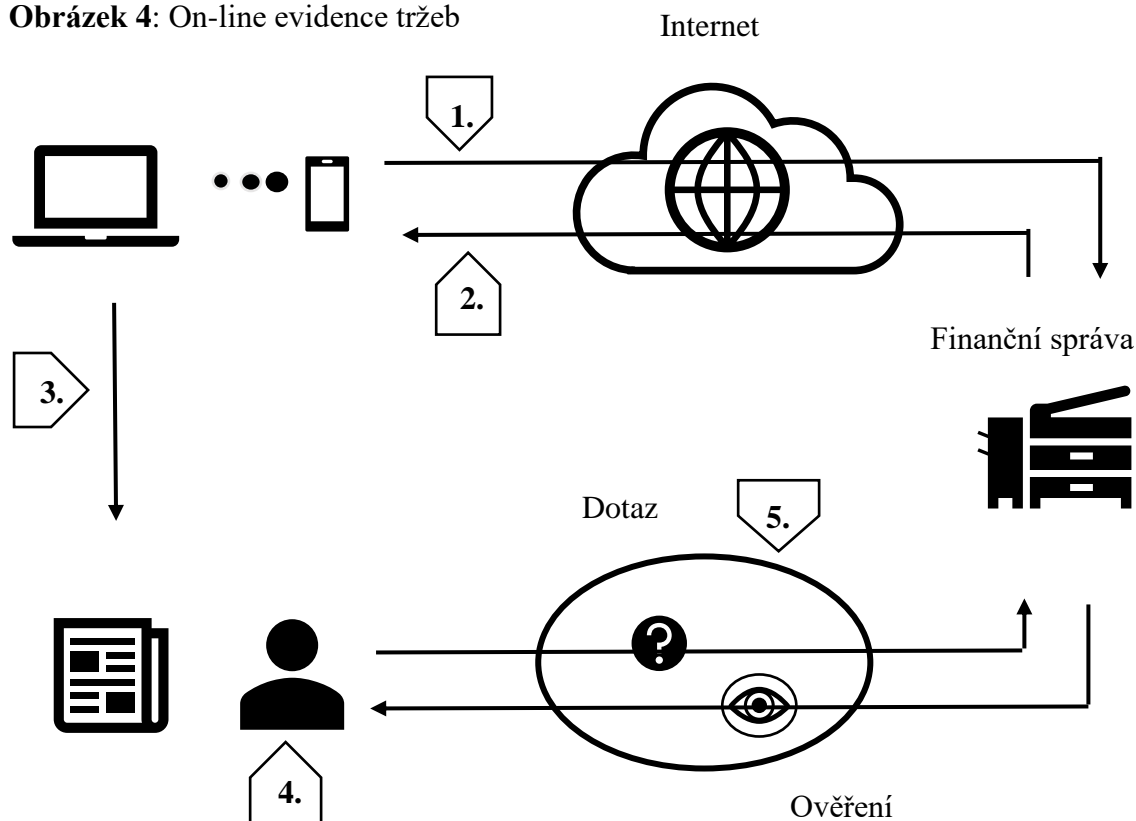 Obrázek 4: On-line evidence tržeb
Internet
1.
2.
Finanční správa
3.
Dotaz
5.
4.
Ověření